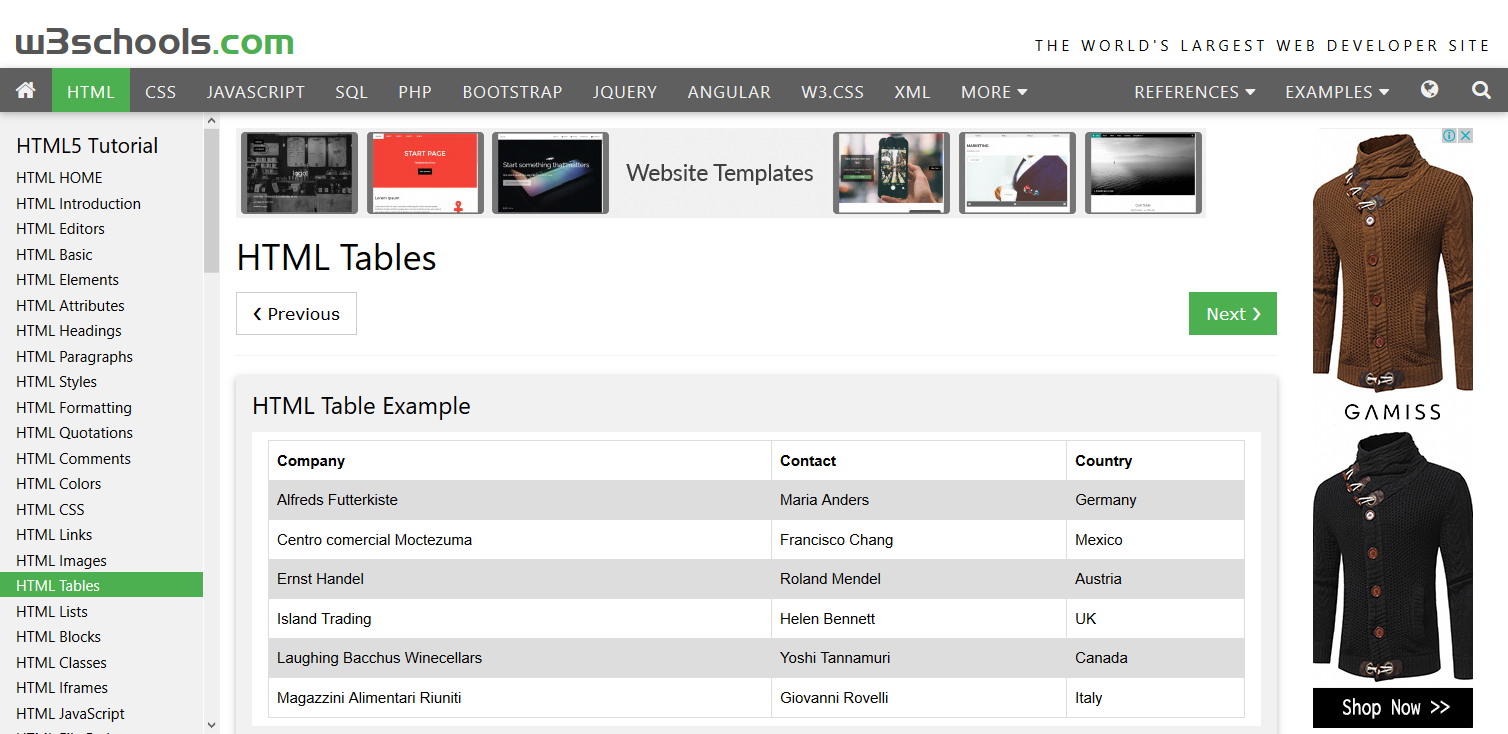 w3schools.com
THE WORLD'S LARGEST WEB DEVELOPER SITE
HTML CSS JAVASCRIPT SQL PHP BOOTSTRAP JQUERY ANGULAR W3.CSS XML MORE REFERENCES EXAMPLES
HTML5 Tutorial
HTML HOME
HTML Introduction
HTML Editors
HTML Basic
HTML Elements
HTML Attributes
HTML Headings
HTML Paragraphs
HTML Styles
HTML Formatting
HTML Quotations
HTML Comments
HTML Colors
HTML CSS
HTML Links
HTML Images
HTML Tables
HTML Lists
HTML Blocks
HTML Classes
HTML Iframes
HTML JavaScript
logo!
START PAGE
Lorem Ipsum
Start something that matters
Website Templates
MARKETING
OUR TEAM
HTML Tables
❮ Previous
Next ❯
HTML Table Example
Company Contact Country
Alfreds Futterkiste Maria Anders Germany
Centro comercial Moctezuma Francisco Chang Mexico
Ernst Handel Roland Mendel Austria
Island Trading Helen Bennett UK
Laughing Bacchus Winecellars Yoshi Tannamuri Canada
Magazzini Alimentari Riuniti Giovanni Rovelli Italy
GAMISS
Shop Now >>